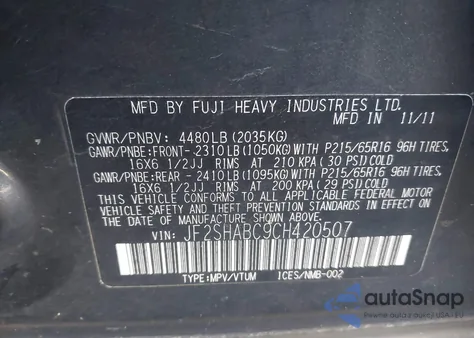 MFD BY FUJI HEAVY INDUSTRIES LTD.
MFD IN 11/11
GVWR/PNBV: 4480LB(2035KG)
GAWR/PNBE:FRONT-2310LB(1050KG)WITH P215/65R16 96H TIRES,
16X6 1/2JJ RIMS AT 210 KPA(30 PSI)COLD
GAWR/PNBE:REAR -2410LB(1095KG)WITH P215/65R16 96H TIRES,
16X6 1/2JJ RIMS AT 200 KPA(29 PSI)COLD
THIS VEHICLE CONFORMS TO ALL APPLICABLE FEDERAL MOTOR
VEHICLE SAFETY AND THEFT PREVENTION STANDARDS IN EFFECT
ON THE DATE OF MANUFACTURE SHOWN ABOVE.
VIN: JF2SHABC9CH420507
TYPE:MPV/VTUM ICES/NMB-002
autoSnap
Импорт авто с аукционов США